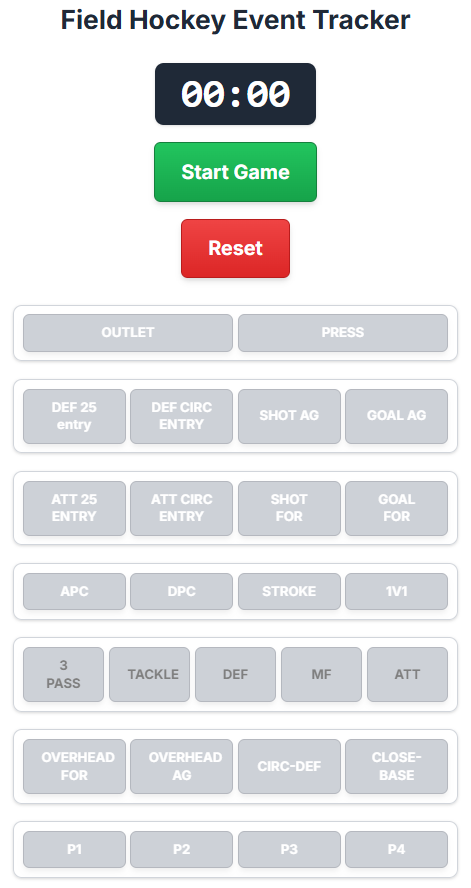 Field Hockey Event Tracker
00:00
Start Game
Reset
OUTLET PRESS
DEF 25 entry DEF CIRC ENTRY SHOT AG GOAL AG
ATT 25 ENTRY ATT CIRC ENTRY SHOT FOR GOAL FOR
APC DPC STROKE 1V1
3 PASS TACKLE DEF MF ATT
OVERHEAD FOR OVERHEAD AG CIRC-DEF CLOSE-BASE
P1 P2 P3 P4